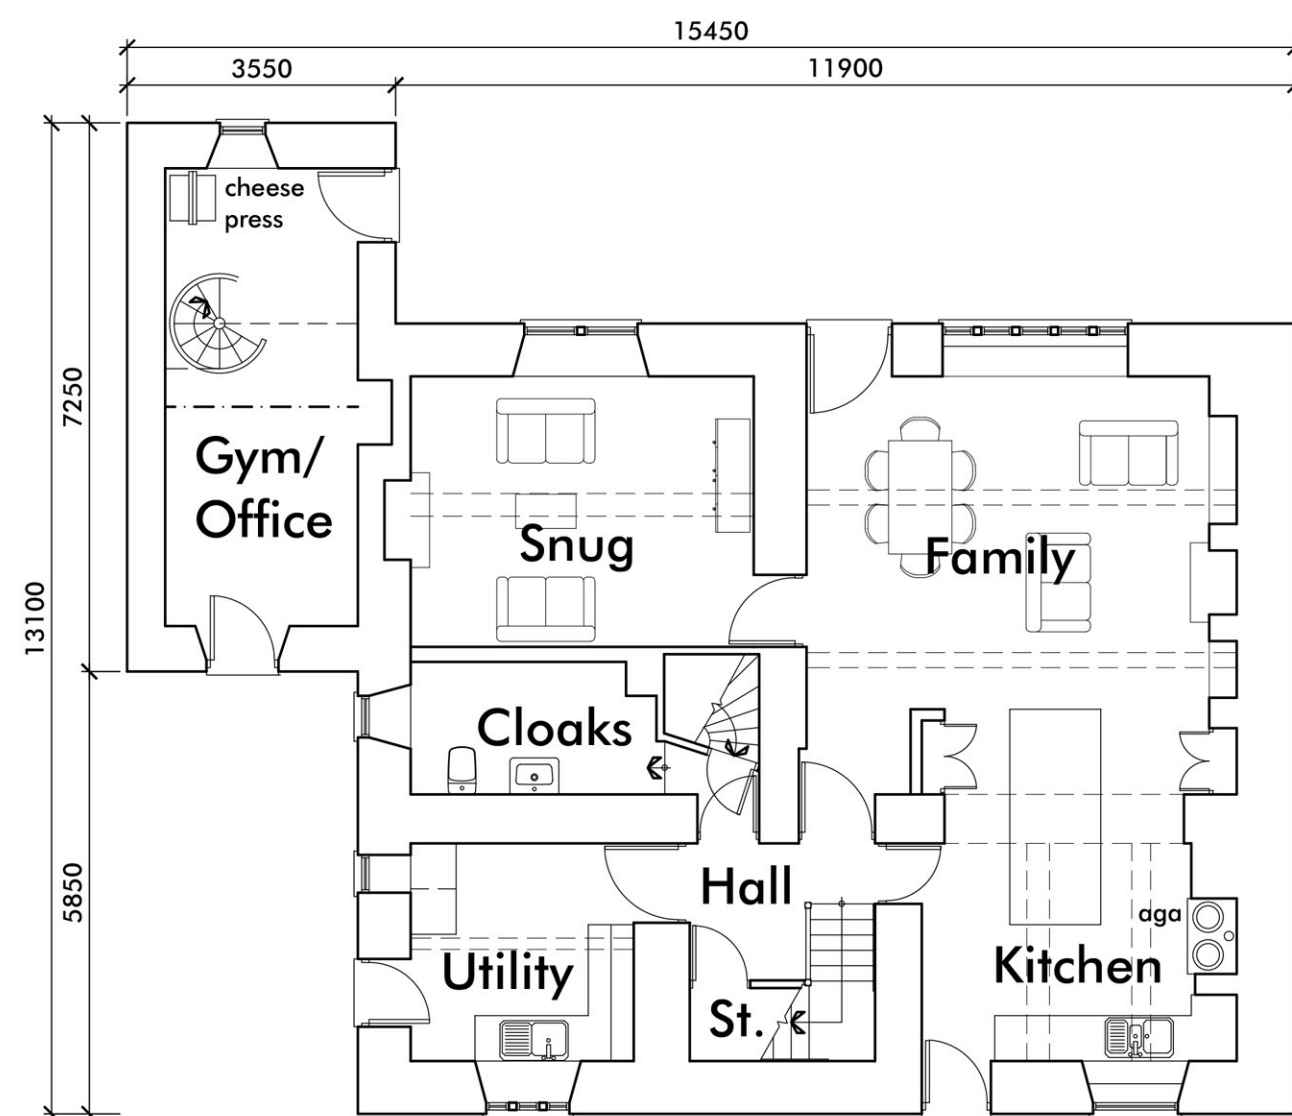 15450
3550
11900
cheese
press
7250
Gym/
Office
Snug
Family
13100
Cloaks
5850
Hall
aga
Utility
Kitchen
St.